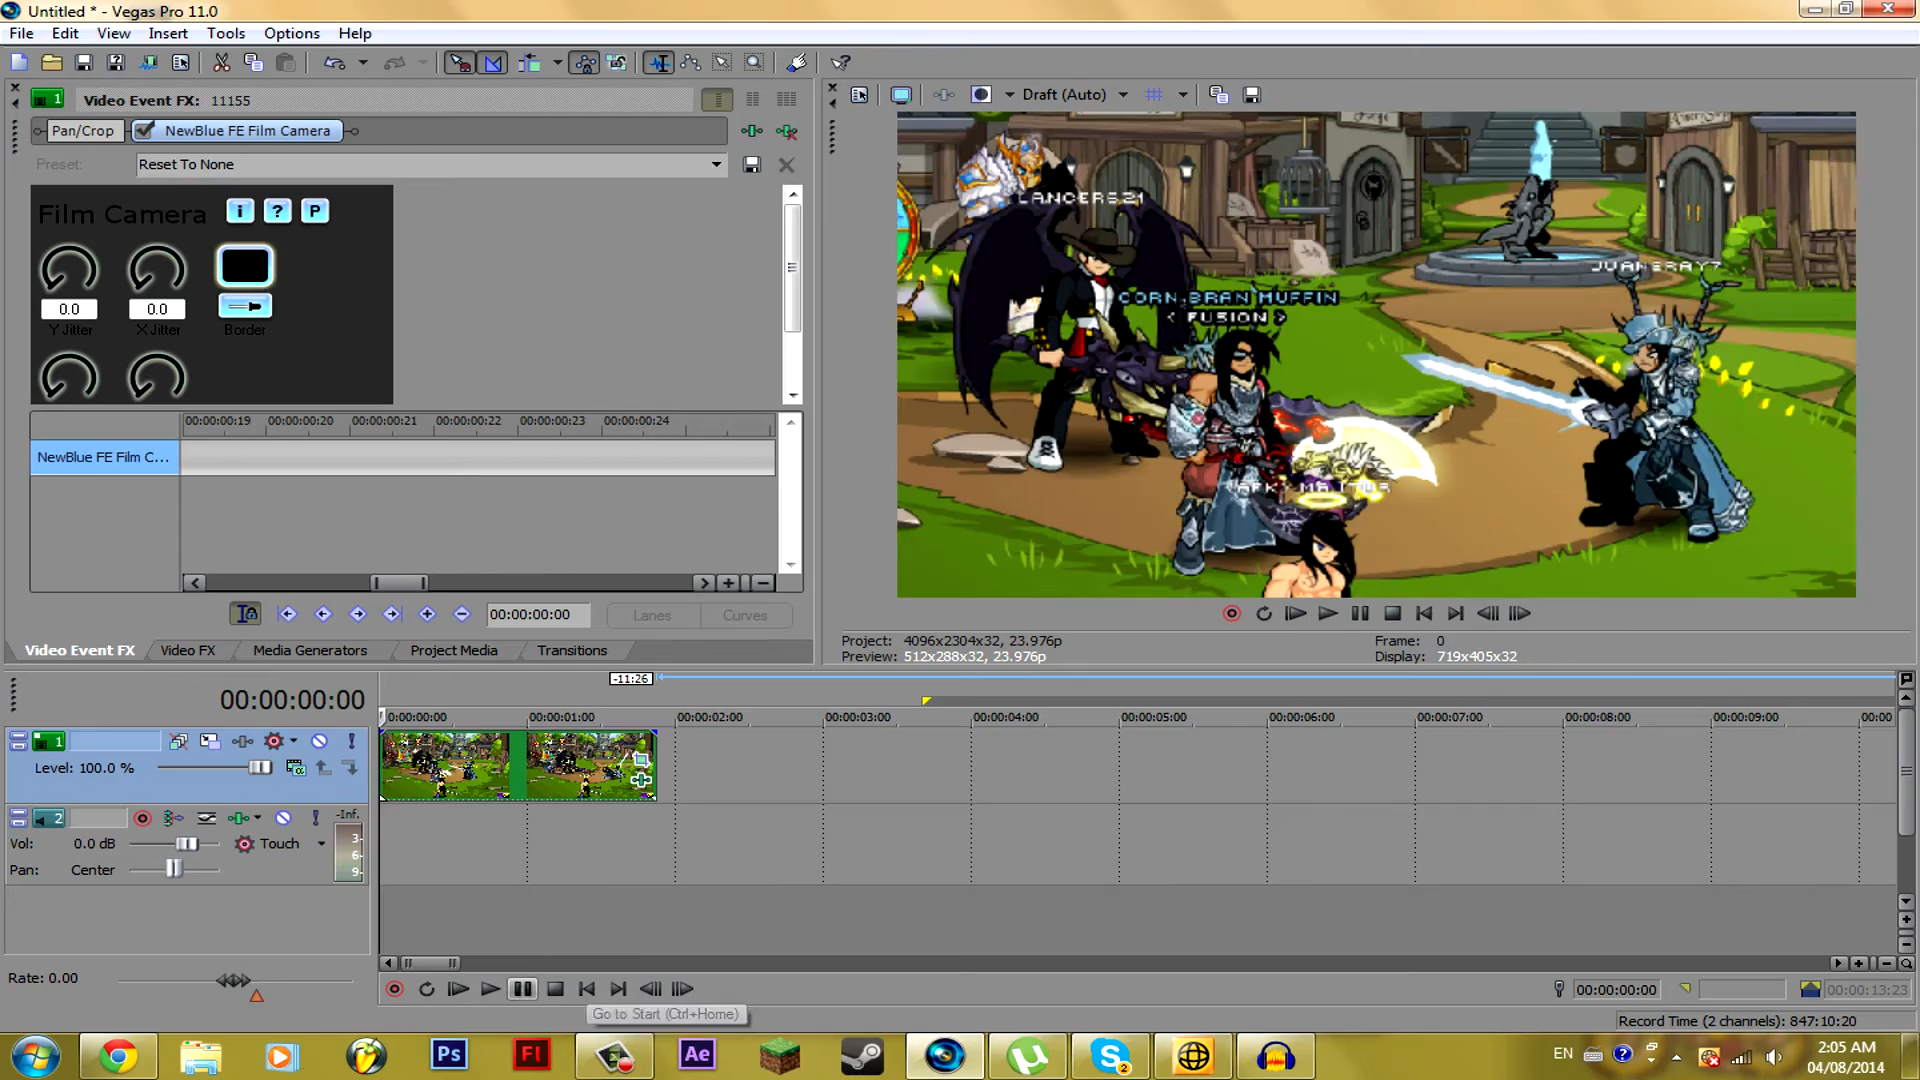 Untitled * - Vegas Pro 11.0
File Edit View Insert Tools Options Help
1 Video Event FX: 11155
Pan/Crop NewBlue FE Film Camera
Preset: Reset To None
Film Camera i ? P
0.0 0.0
Y Jitter X Jitter Border
00:00:00:19 00:00:00:20 00:00:00:21 00:00:00:22 00:00:00:23 00:00:00:24
NewBlue FE Film C...
00:00:00:00 Lanes Curves
Video Event FX Video FX Media Generators Project Media Transitions
Draft (Auto)
LANCERS21
JUANERAY7
CORN BRAN MUFFIN
< FUSION >
Project: 4096x2304x32, 23.976p
Preview: 512x288x32, 23.976p
Frame: 0
Display: 719x405x32
-11:26
00:00:00:00
0:00:00:00 00:00:01:00 00:00:02:00 00:00:03:00 00:00:04:00 00:00:05:00 00:00:06:00 00:00:07:00 00:00:08:00 00:00:09:00 00:00
1
Level: 100.0 %
2 -Inf.
Vol: 0.0 dB Touch 3-
6-
Pan: Center 9-
Rate: 0.00
Go to Start (Ctrl+Home)
00:00:00:00 00:00:13:23
Record Time (2 channels): 847:10:20
Ps Fl Ae 2
EN
2:05 AM
04/08/2014